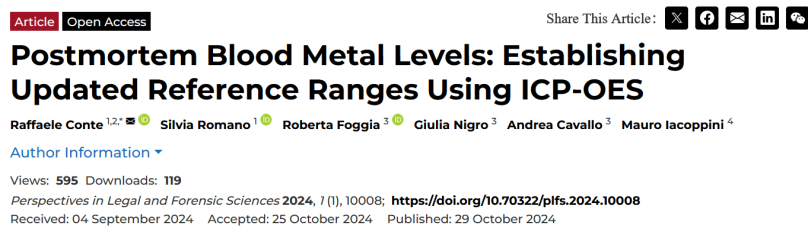 Article Open Access
Share This Article:
Postmortem Blood Metal Levels: Establishing
Updated Reference Ranges Using ICP-OES
Raffaele Conte 1,2,* Silvia Romano 1 Roberta Foggia 3 Giulia Nigro 3 Andrea Cavallo 3 Mauro Iacoppini 4
Author Information
Views: 595 Downloads: 119
Perspectives in Legal and Forensic Sciences 2024, 1 (1), 10008; https://doi.org/10.70322/plfs.2024.10008
Received: 04 September 2024 Accepted: 25 October 2024 Published: 29 October 2024